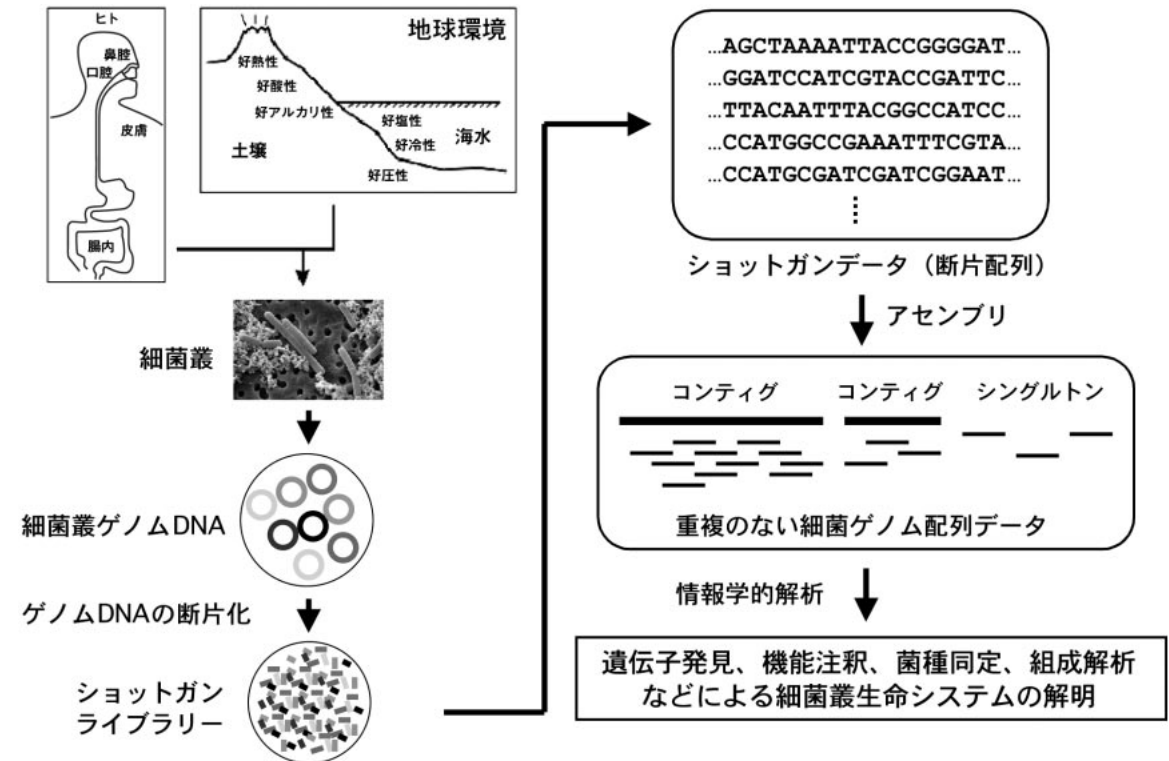 ヒト
鼻腔
口腔
皮膚
腸内
地球環境
好熱性
好酸性
好アルカリ性
好塩性
土壌
海水
好冷性
好圧性
細菌叢
細菌叢ゲノムDNA
ゲノムDNAの断片化
ショットガン
ライブラリー
…AGCTAAAATTACCGGGGAT…
…GGATCCATCGTACCGATTC…
…TTACAATTTACGGCCATCC…
…CCATGGCCGAAATTTCGTA…
…CCATGCGATCGATCGGAAT…
ショットガンデータ（断片配列）
アセンブリ
コンティグ コンティグ シングルトン
重複のない細菌ゲノム配列データ
情報学的解析
遺伝子発見、機能注釈、菌種同定、組成解析
などによる細菌叢生命システムの解明